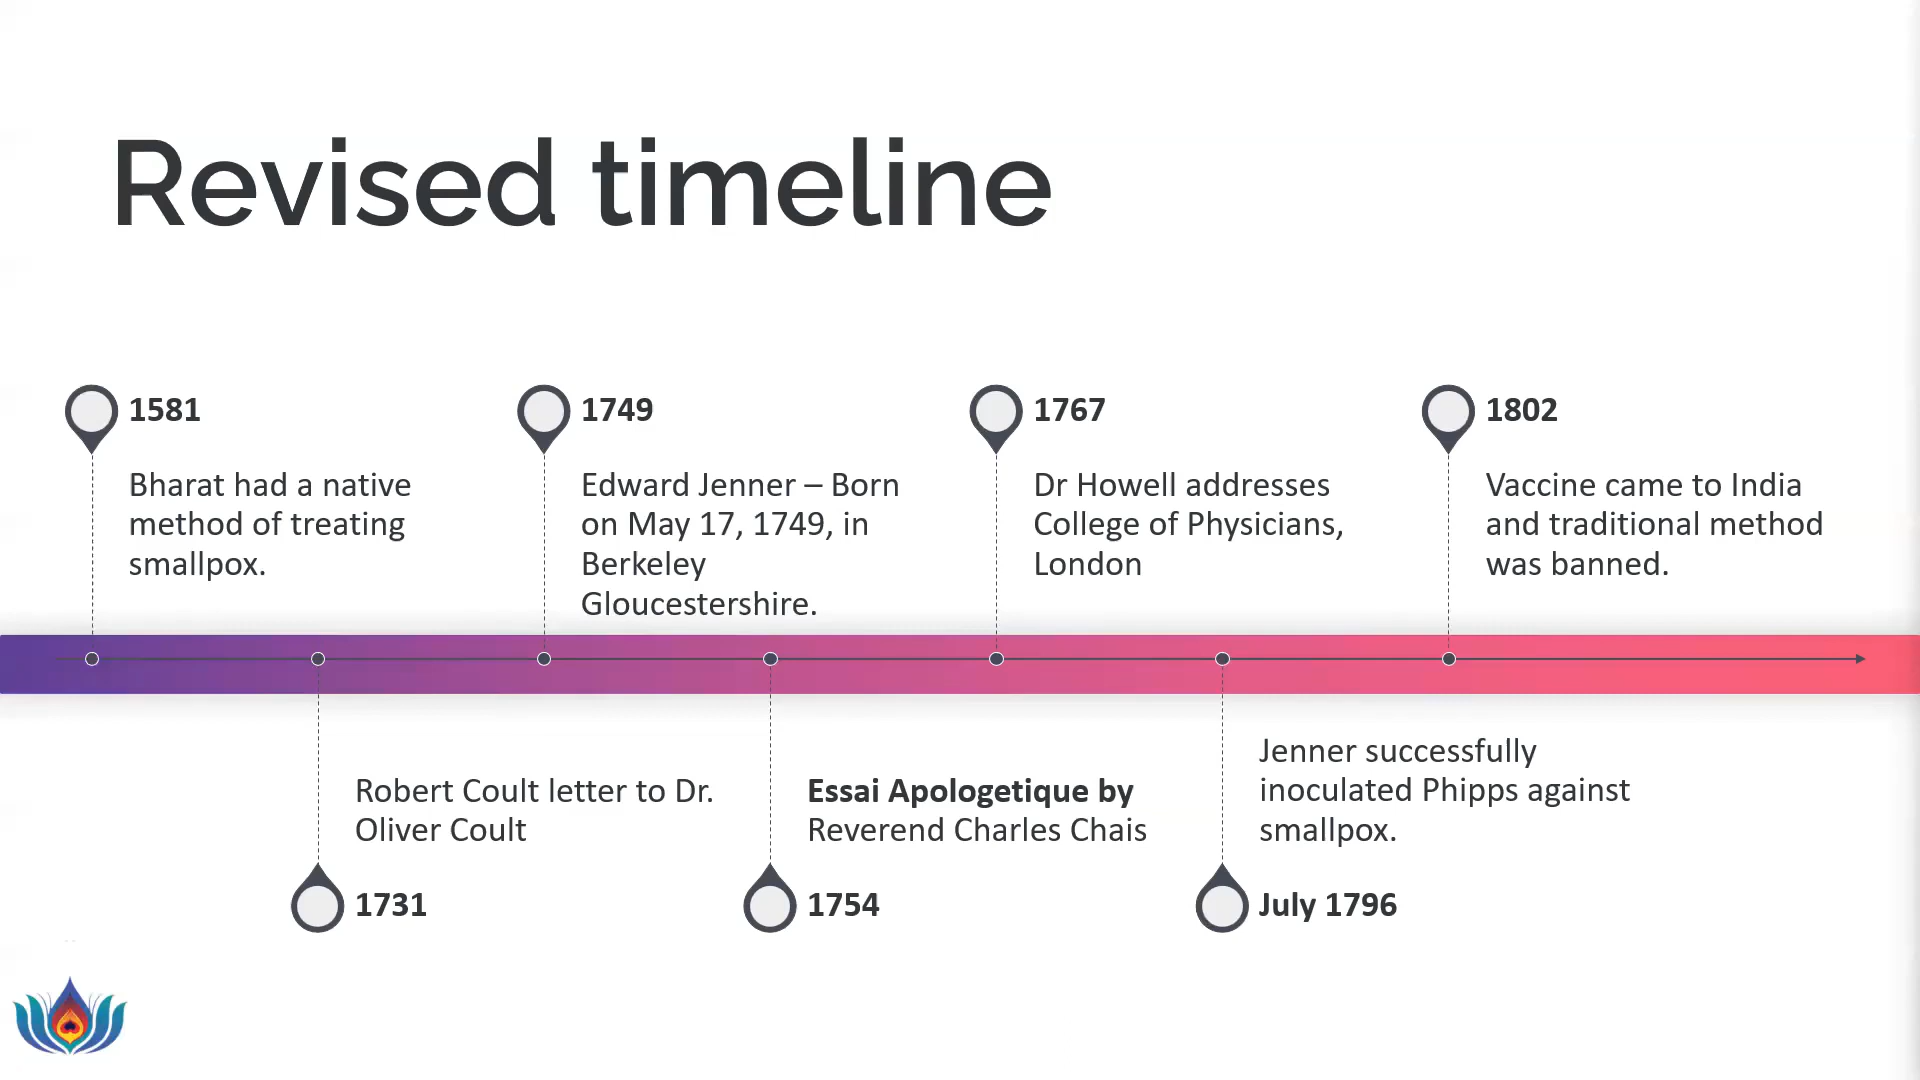 Revised timeline
1581
Bharat had a native
method of treating
smallpox.
1749
Edward Jenner – Born
on May 17, 1749, in
Berkeley
Gloucestershire.
1767
Dr Howell addresses
College of Physicians,
London
1802
Vaccine came to India
and traditional method
was banned.
Robert Coult letter to Dr.
Oliver Coult
1731
Essai Apologetique by
Reverend Charles Chais
1754
Jenner successfully
inoculated Phipps against
smallpox.
July 1796